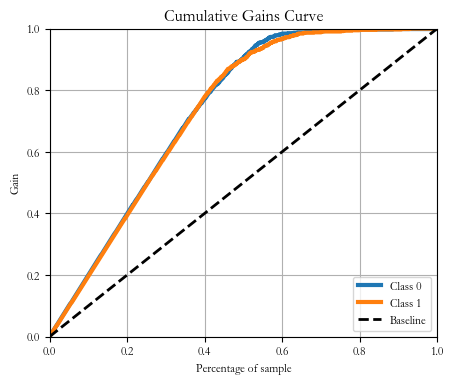 Cumulative Gains Curve
1.0
0.8
0.6
0.4
0.2
0.0
Gain
0.0 0.2 0.4 0.6 0.8 1.0
Percentage of sample
Class 0
Class 1
Baseline